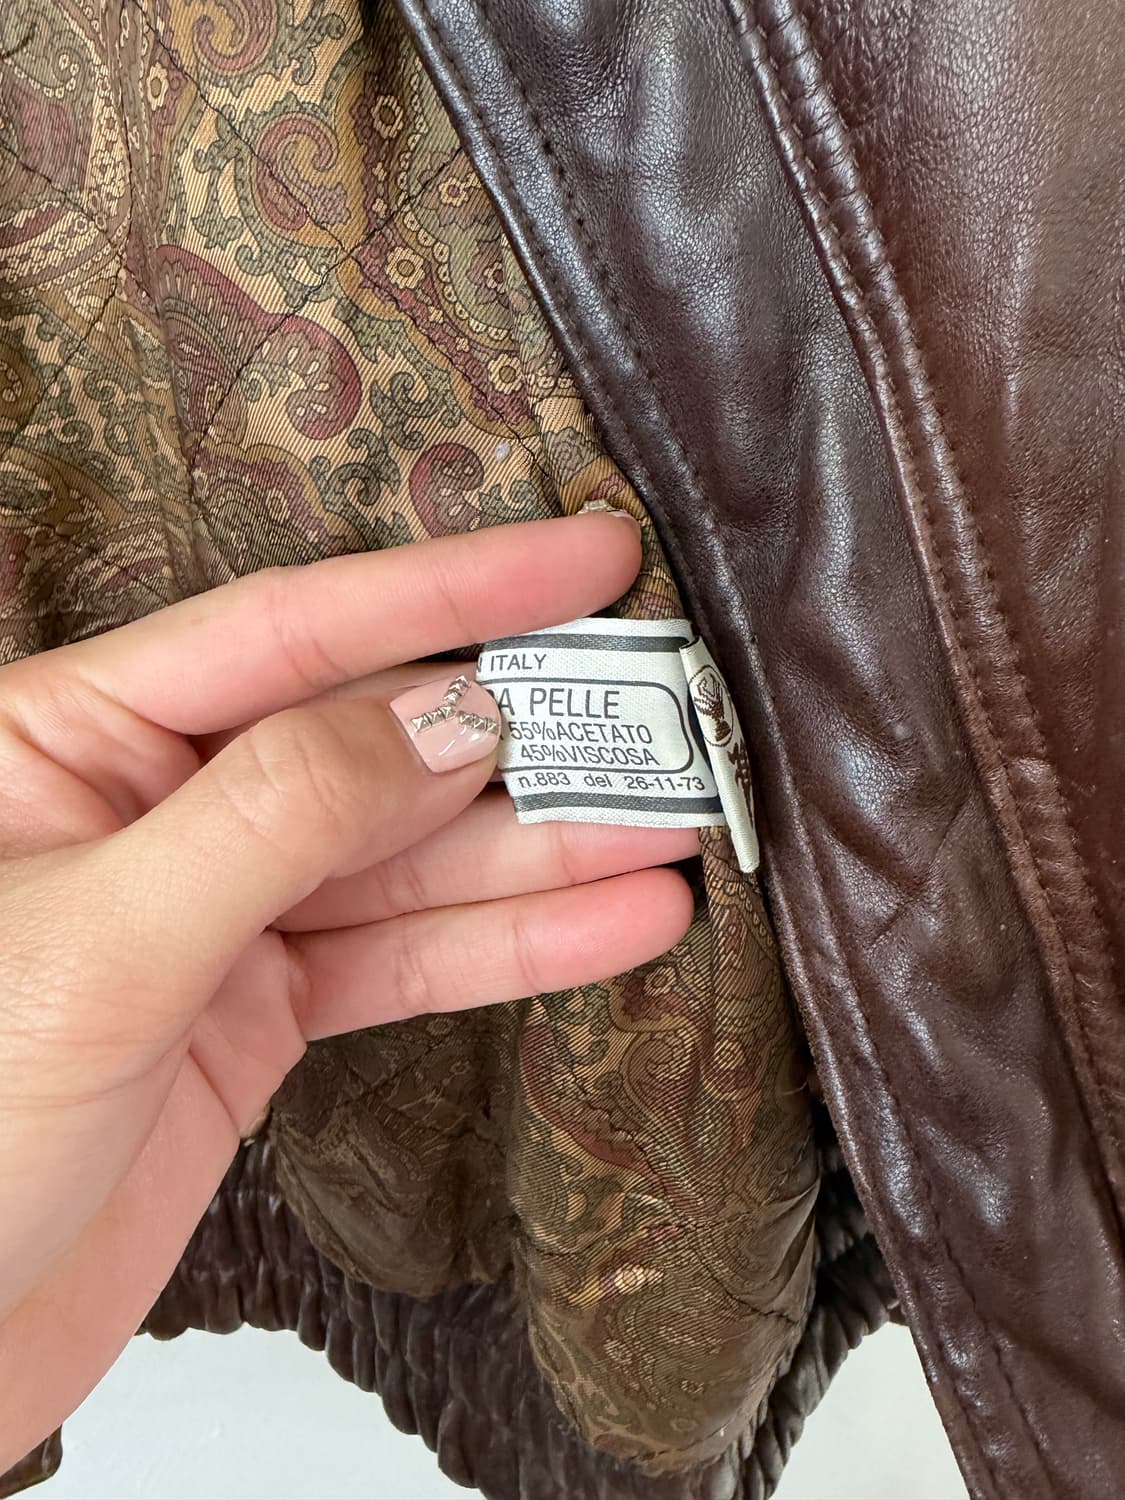 ITALY
PELLE
55%ACETATO
45%VISCOSA
n.883 del 26-11-73